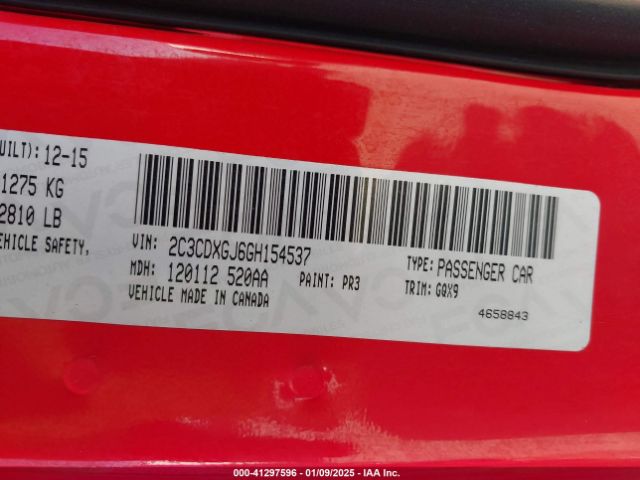 UILT): 12-15
1275 KG
2810 LB
EHICLE SAFETY,
VIN: 2C3CDXGJ6GH154537
TYPE: PASSENGER CAR
MDH: 120112 520AA
PAINT: PR3
TRIM: GQX9
VEHICLE MADE IN CANADA
4658843
000-41297596 - 01/09/2025 - IAA Inc.